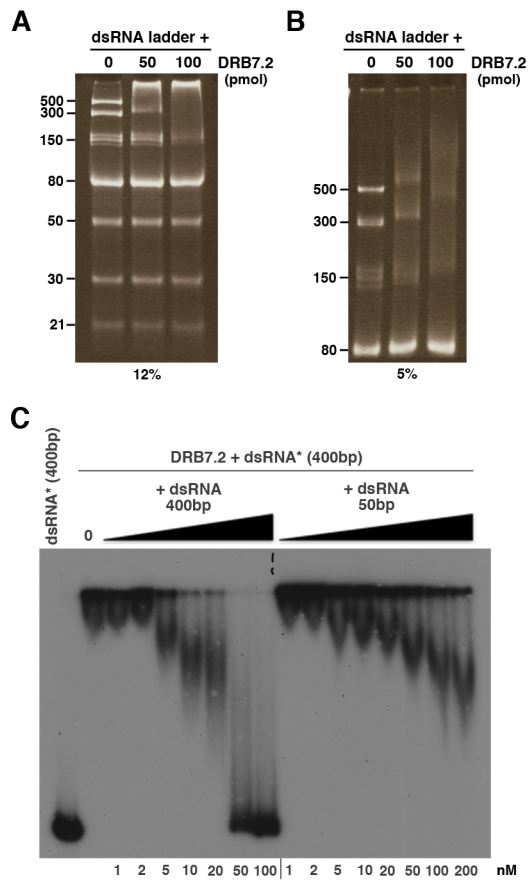 A
dsRNA ladder +
0 50 100 DRB7.2
(pmol)
500
300
150
80
50
30
21
12%
B
dsRNA ladder +
0 50 100 DRB7.2
(pmol)
500
300
150
80
5%
C
dsRNA* (400bp)
DRB7.2 + dsRNA* (400bp)
+ dsRNA
400bp
+ dsRNA
50bp
0
1 2 5 10 20 50 100 1 2 5 10 20 50 100 200 nM